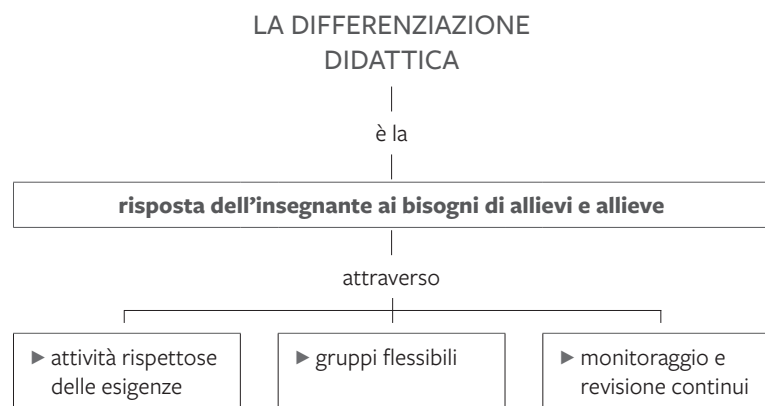 LA DIFFERENZIAZIONE
DIDATTICA
è la
risposta dell'insegnante ai bisogni di allievi e allieve
attraverso
▶ attività rispettose
delle esigenze
▶ gruppi flessibili
▶ monitoraggio e
revisione continui